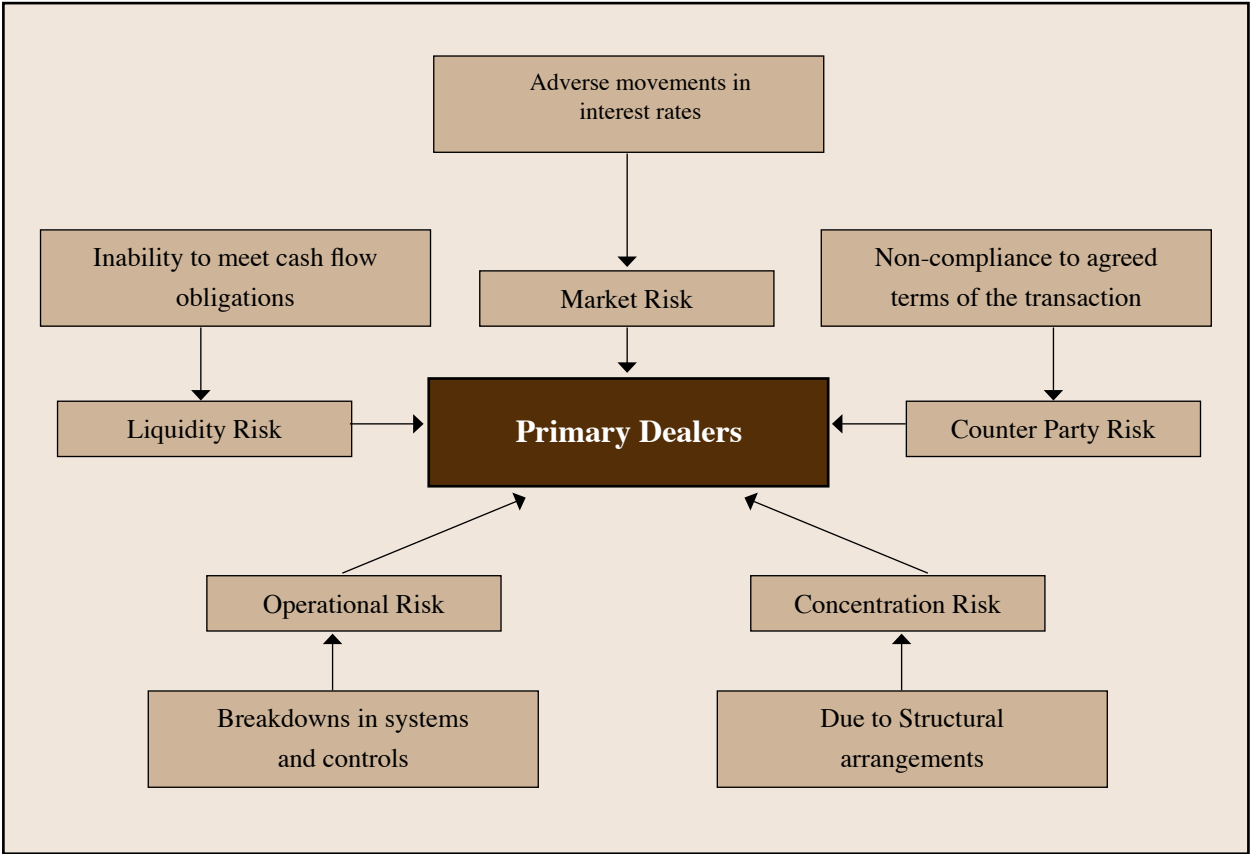 Adverse movements in
interest rates
Inability to meet cash flow
obligations
Market Risk
Non-compliance to agreed
terms of the transaction
Liquidity Risk
Primary Dealers
Counter Party Risk
Operational Risk
Concentration Risk
Breakdowns in systems
and controls
Due to Structural
arrangements